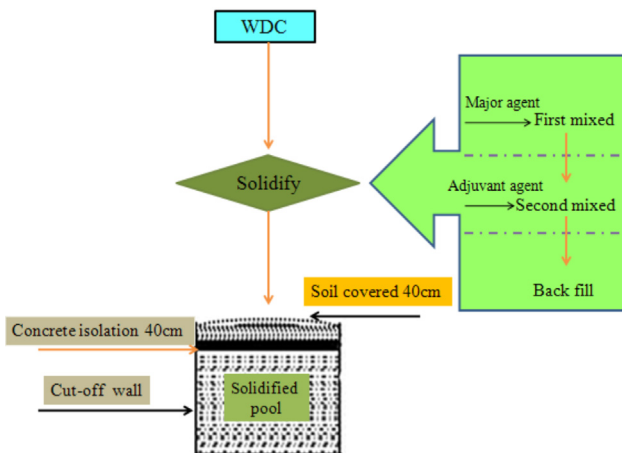 WDC
Major agent
First mixed
Solidify
Adjuvant agent
Second mixed
Back fill
Soil covered 40cm
Concrete isolation 40cm
Cut-off wall
Solidified
pool